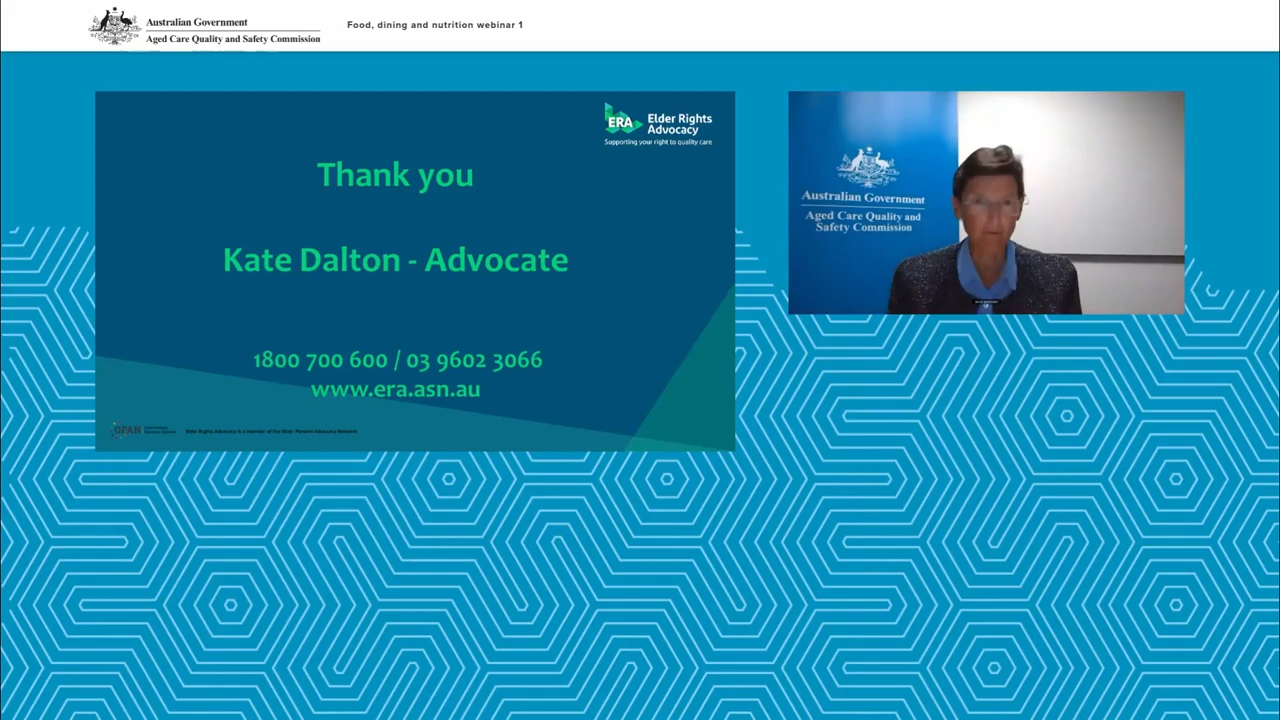 Australian Government
Aged Care Quality and Safety Commission
Food, dining and nutrition webinar 1
ERA
Elder Rights
Advocacy
Supporting your right to quality care
Thank you
Kate Dalton - Advocate
1800 700 600 / 03 9602 3066
www.era.asn.au
OPAN
Elder Rights Advocacy is a member of the Older Persons Advocacy Network
Australian Government
Aged Care Quality and
Safety Commission